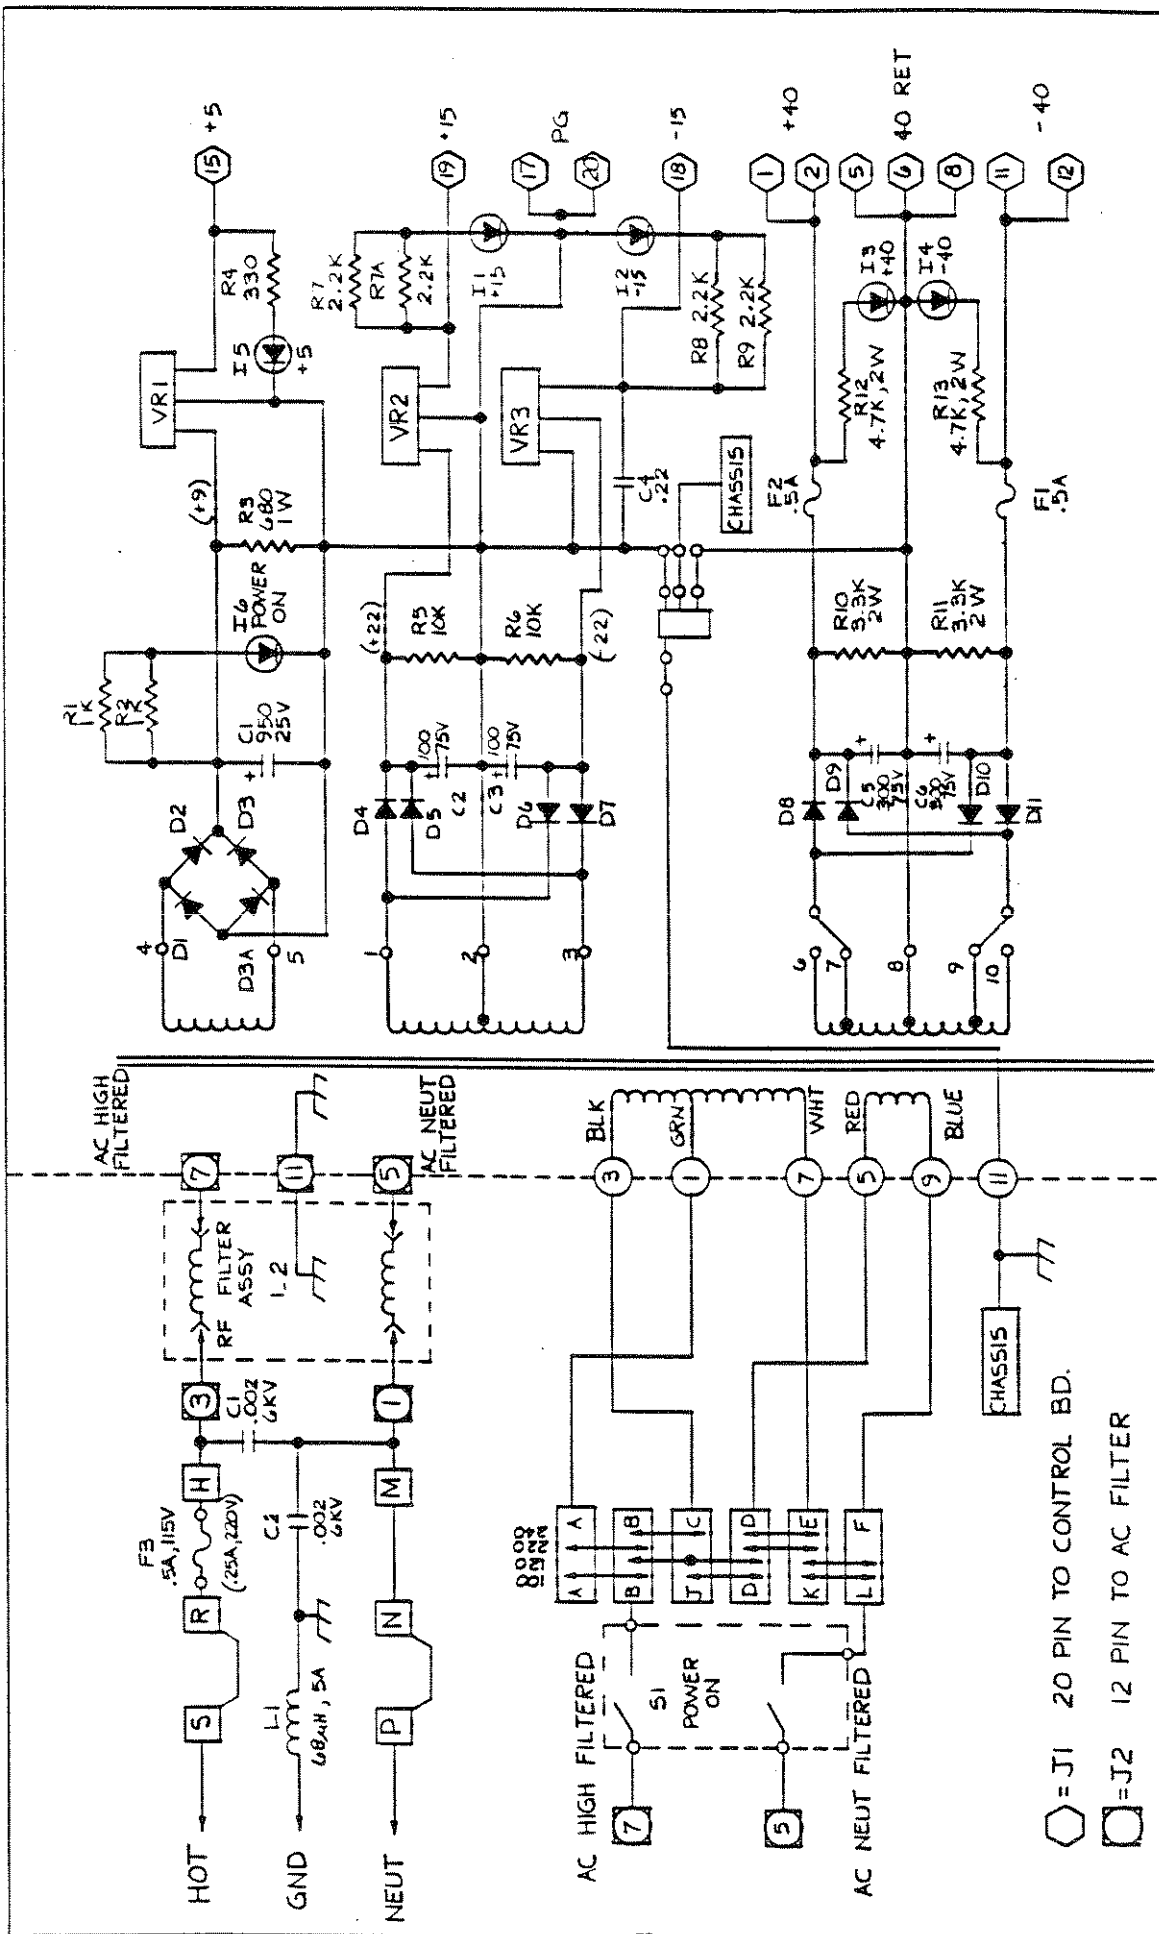 HOT
S
R
F3
.5A,115V
(.25A,220V)
H
3
C1
.002
6KV
GND
L1
68µH, 5A
C2
.002
6KV
NEUT
P
N
M
1
RF FILTER
ASSY
L2
AC HIGH
FILTERED
7
11
AC NEUT
FILTERED
5
AC HIGH FILTERED
7
S1
POWER
ON
5
AC NEUT FILTERED
A A
B B
J C
D D
K E
L F
3
BLK
1
GRN
7
WHT
5
RED
9
BLUE
11
CHASSIS
= J1 20 PIN TO CONTROL BD.
= J2 12 PIN TO AC FILTER
4
D1
D2
D3
D3A
5
R1
1K
R2
1K
C1
950
25V
+
I6
POWER
ON
R3
680
1W
(+9)
VR1
I5
+5
R4
330
15
+5
1
2
3
D4
D5
D6
D7
C2
100
75V
+
C3
100
75V
+
(+22)
R5
10K
R6
10K
(-22)
VR2
VR3
R7
2.2K
R7A
2.2K
I1
+15
I2
-15
R8 2.2K
R9 2.2K
C4
.22
CHASSIS
19
+15
17
PG
20
18
-15
6
7
8
9
10
D8
D9
D10
D11
C5
300
75V
+
C6
300
75V
+
R10
3.3K
2W
R11
3.3K
2W
F2
.5A
F1
.5A
R12
4.7K, 2W
R13
4.7K, 2W
I3
+40
I4
-40
1
+40
2
5
6
40 RET
8
11
-40
12